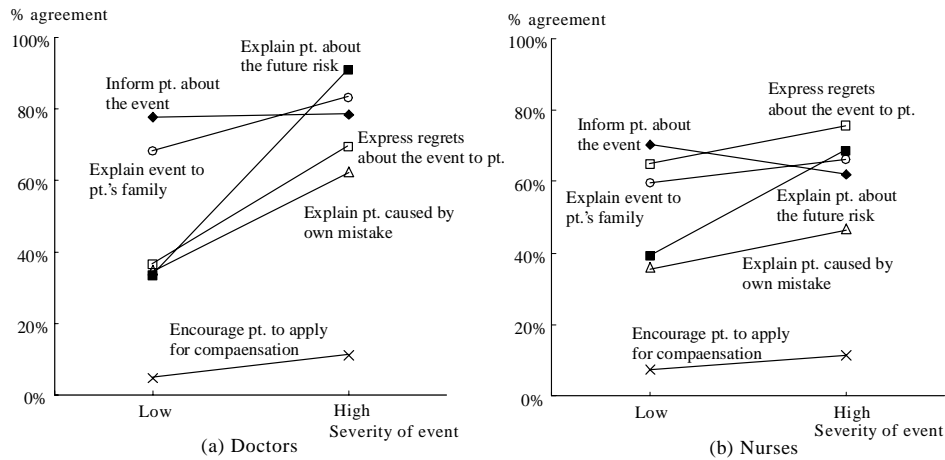 % agreement
100%
80%
60%
40%
20%
0%
Inform pt. about
the event
Explain pt. about
the future risk
Explain event to
pt.'s family
Express regrets
about the event to pt.
Explain pt. caused by
own mistake
Encourage pt. to apply
for compaensation
Low
High
Severity of event
(a) Doctors
% agreement
100%
80%
60%
40%
20%
0%
Inform pt. about
the event
Express regrets
about the event to pt.
Explain event to
pt.'s family
Explain pt. about
the future risk
Explain pt. caused by
own mistake
Encourage pt. to apply
for compaensation
Low
High
Severity of event
(b) Nurses